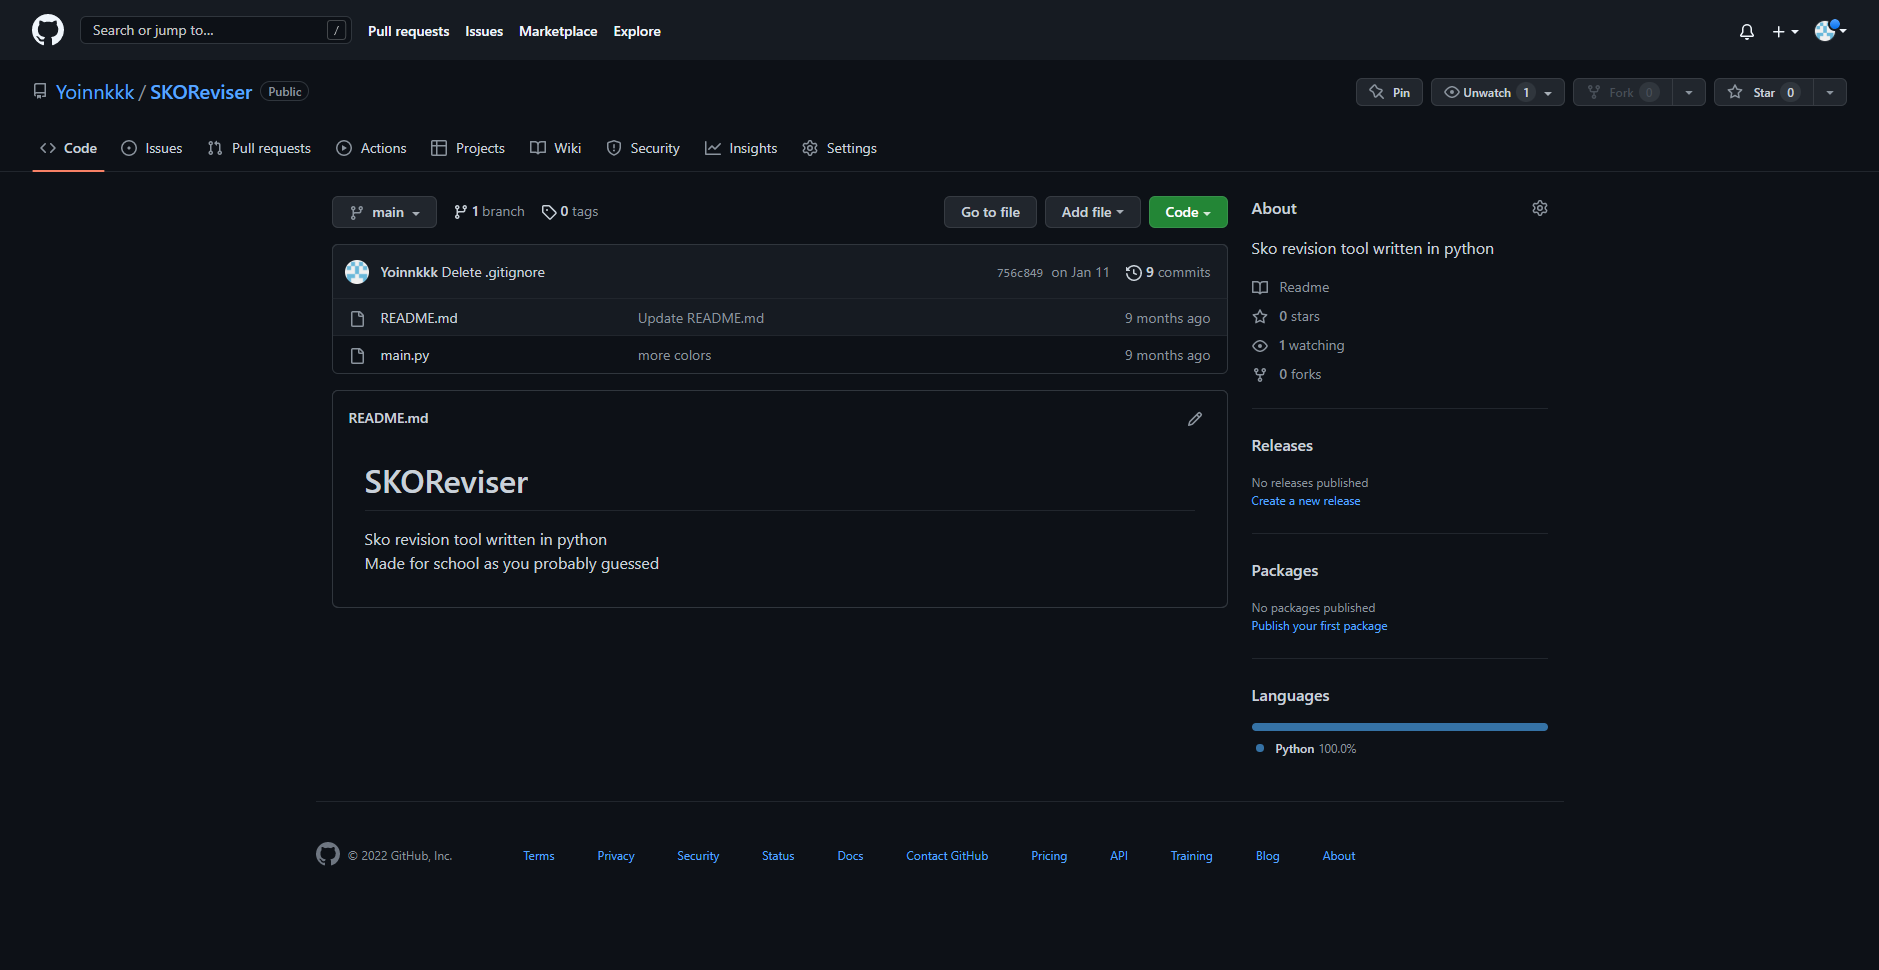 Search or jump to... /
Pull requests Issues Marketplace Explore
Yoinnkkk / SKOReviser Public
Pin Unwatch 1 Fork 0 Star 0
Code Issues Pull requests Actions Projects Wiki Security Insights Settings
main 1 branch 0 tags Go to file Add file Code
Yoinnkkk Delete .gitignore 756c849 on Jan 11 9 commits
README.md Update README.md 9 months ago
main.py more colors 9 months ago
README.md
SKOReviser
Sko revision tool written in python
Made for school as you probably guessed
About
Sko revision tool written in python
Readme
0 stars
1 watching
0 forks
Releases
No releases published
Create a new release
Packages
No packages published
Publish your first package
Languages
Python 100.0%
© 2022 GitHub, Inc. Terms Privacy Security Status Docs Contact GitHub Pricing API Training Blog About